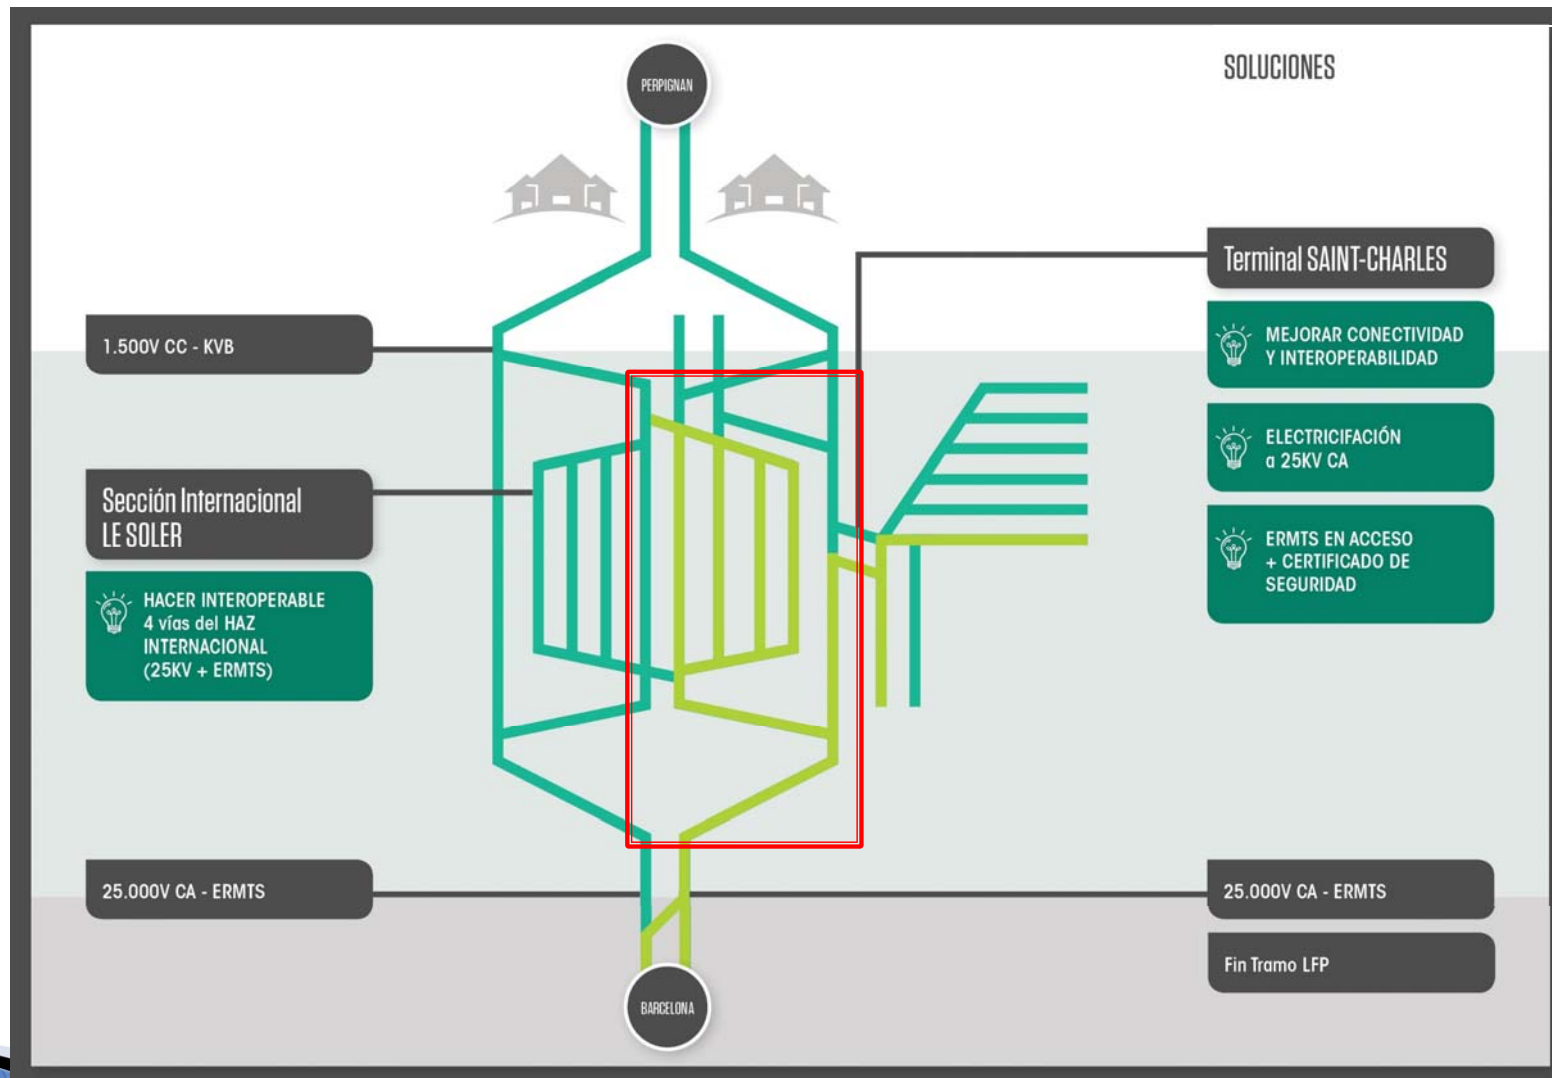 PERPIGNAN
SOLUCIONES
Terminal SAINT-CHARLES
MEJORAR CONECTIVIDAD
Y INTEROPERABILIDAD
ELECTRICIFACIÓN
a 25KV CA
ERMTS EN ACCESO
+ CERTIFICADO DE
SEGURIDAD
1.500V CC - KVB
Sección Internacional
LE SOLER
HACER INTEROPERABLE
4 vías del HAZ
INTERNACIONAL
(25KV + ERMTS)
25.000V CA - ERMTS
25.000V CA - ERMTS
Fin Tramo LFP
BARCELONA